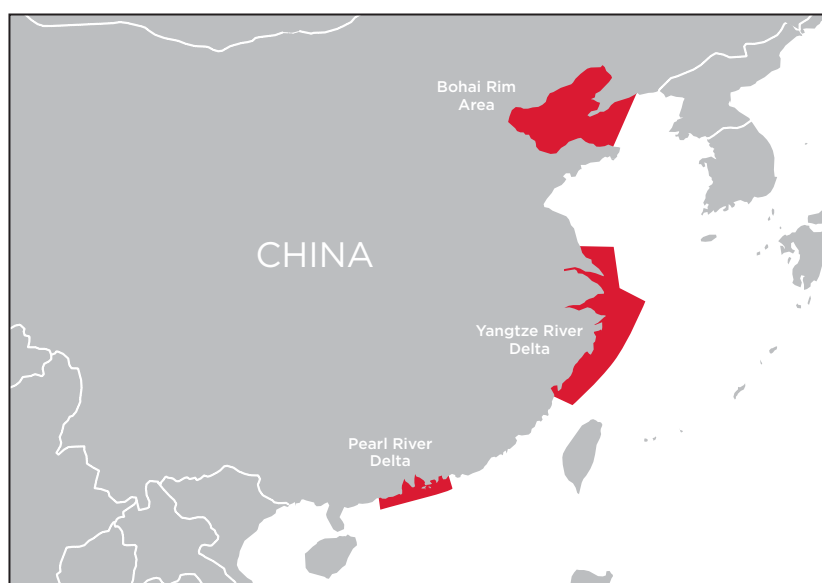 Bohai Rim
Area
CHINA
Yangtze River
Delta
Pearl River
Delta